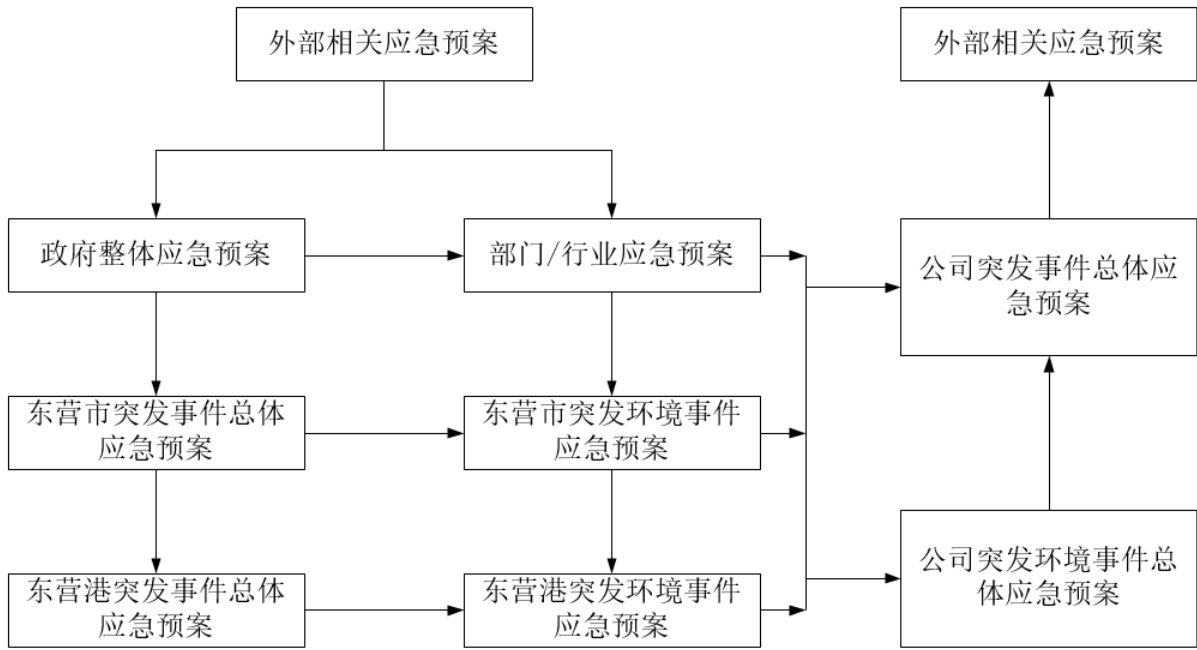 外部相关应急预案
外部相关应急预案
政府整体应急预案
部门/行业应急预案
公司突发事件总体应
急预案
东营市突发事件总体
应急预案
东营市突发环境事件
应急预案
公司突发环境事件总
体应急预案
东营港突发事件总体
应急预案
东营港突发环境事件
应急预案